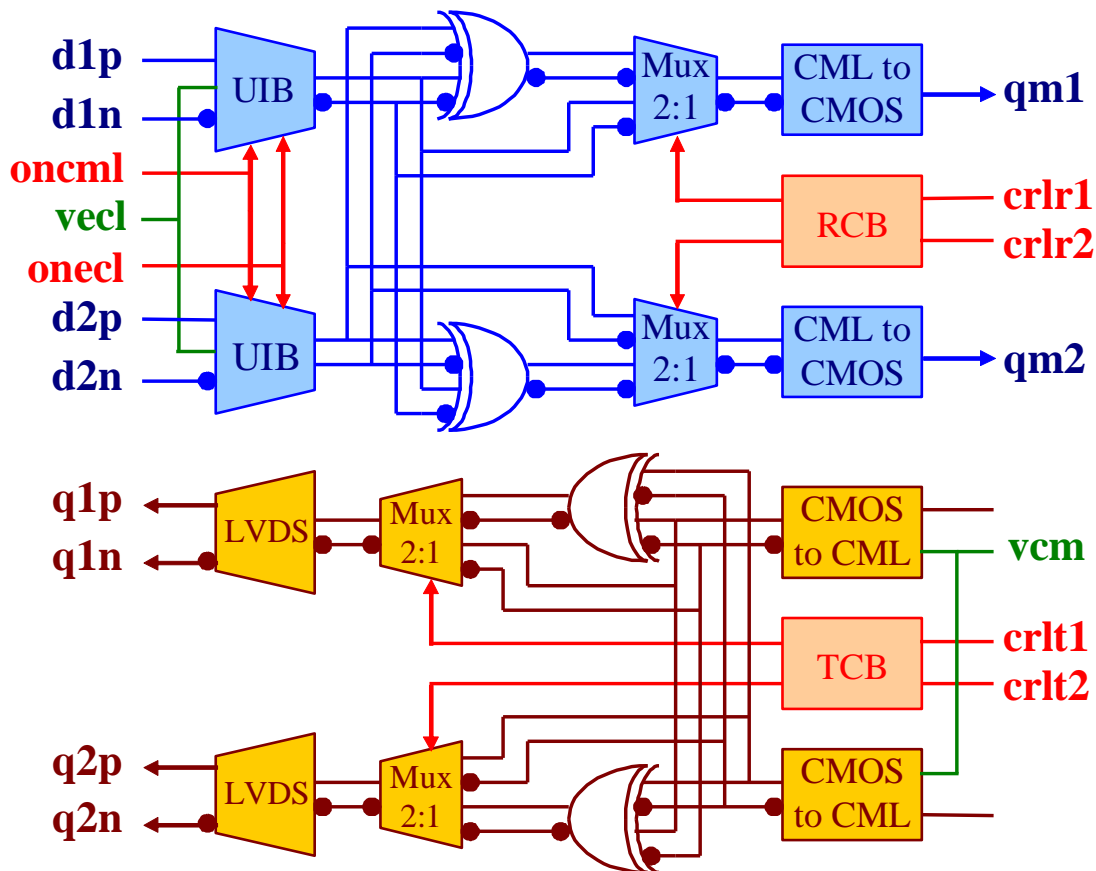 d1p
d1n
oncml
vecl
onecl
d2p
d2n
UIB
UIB
Mux
2:1
Mux
2:1
CML to
CMOS
qm1
RCB
crlr1
crlr2
CML to
CMOS
qm2
q1p
q1n
LVDS
Mux
2:1
CMOS
to CML
vcm
TCB
crlt1
crlt2
q2p
q2n
LVDS
Mux
2:1
CMOS
to CML